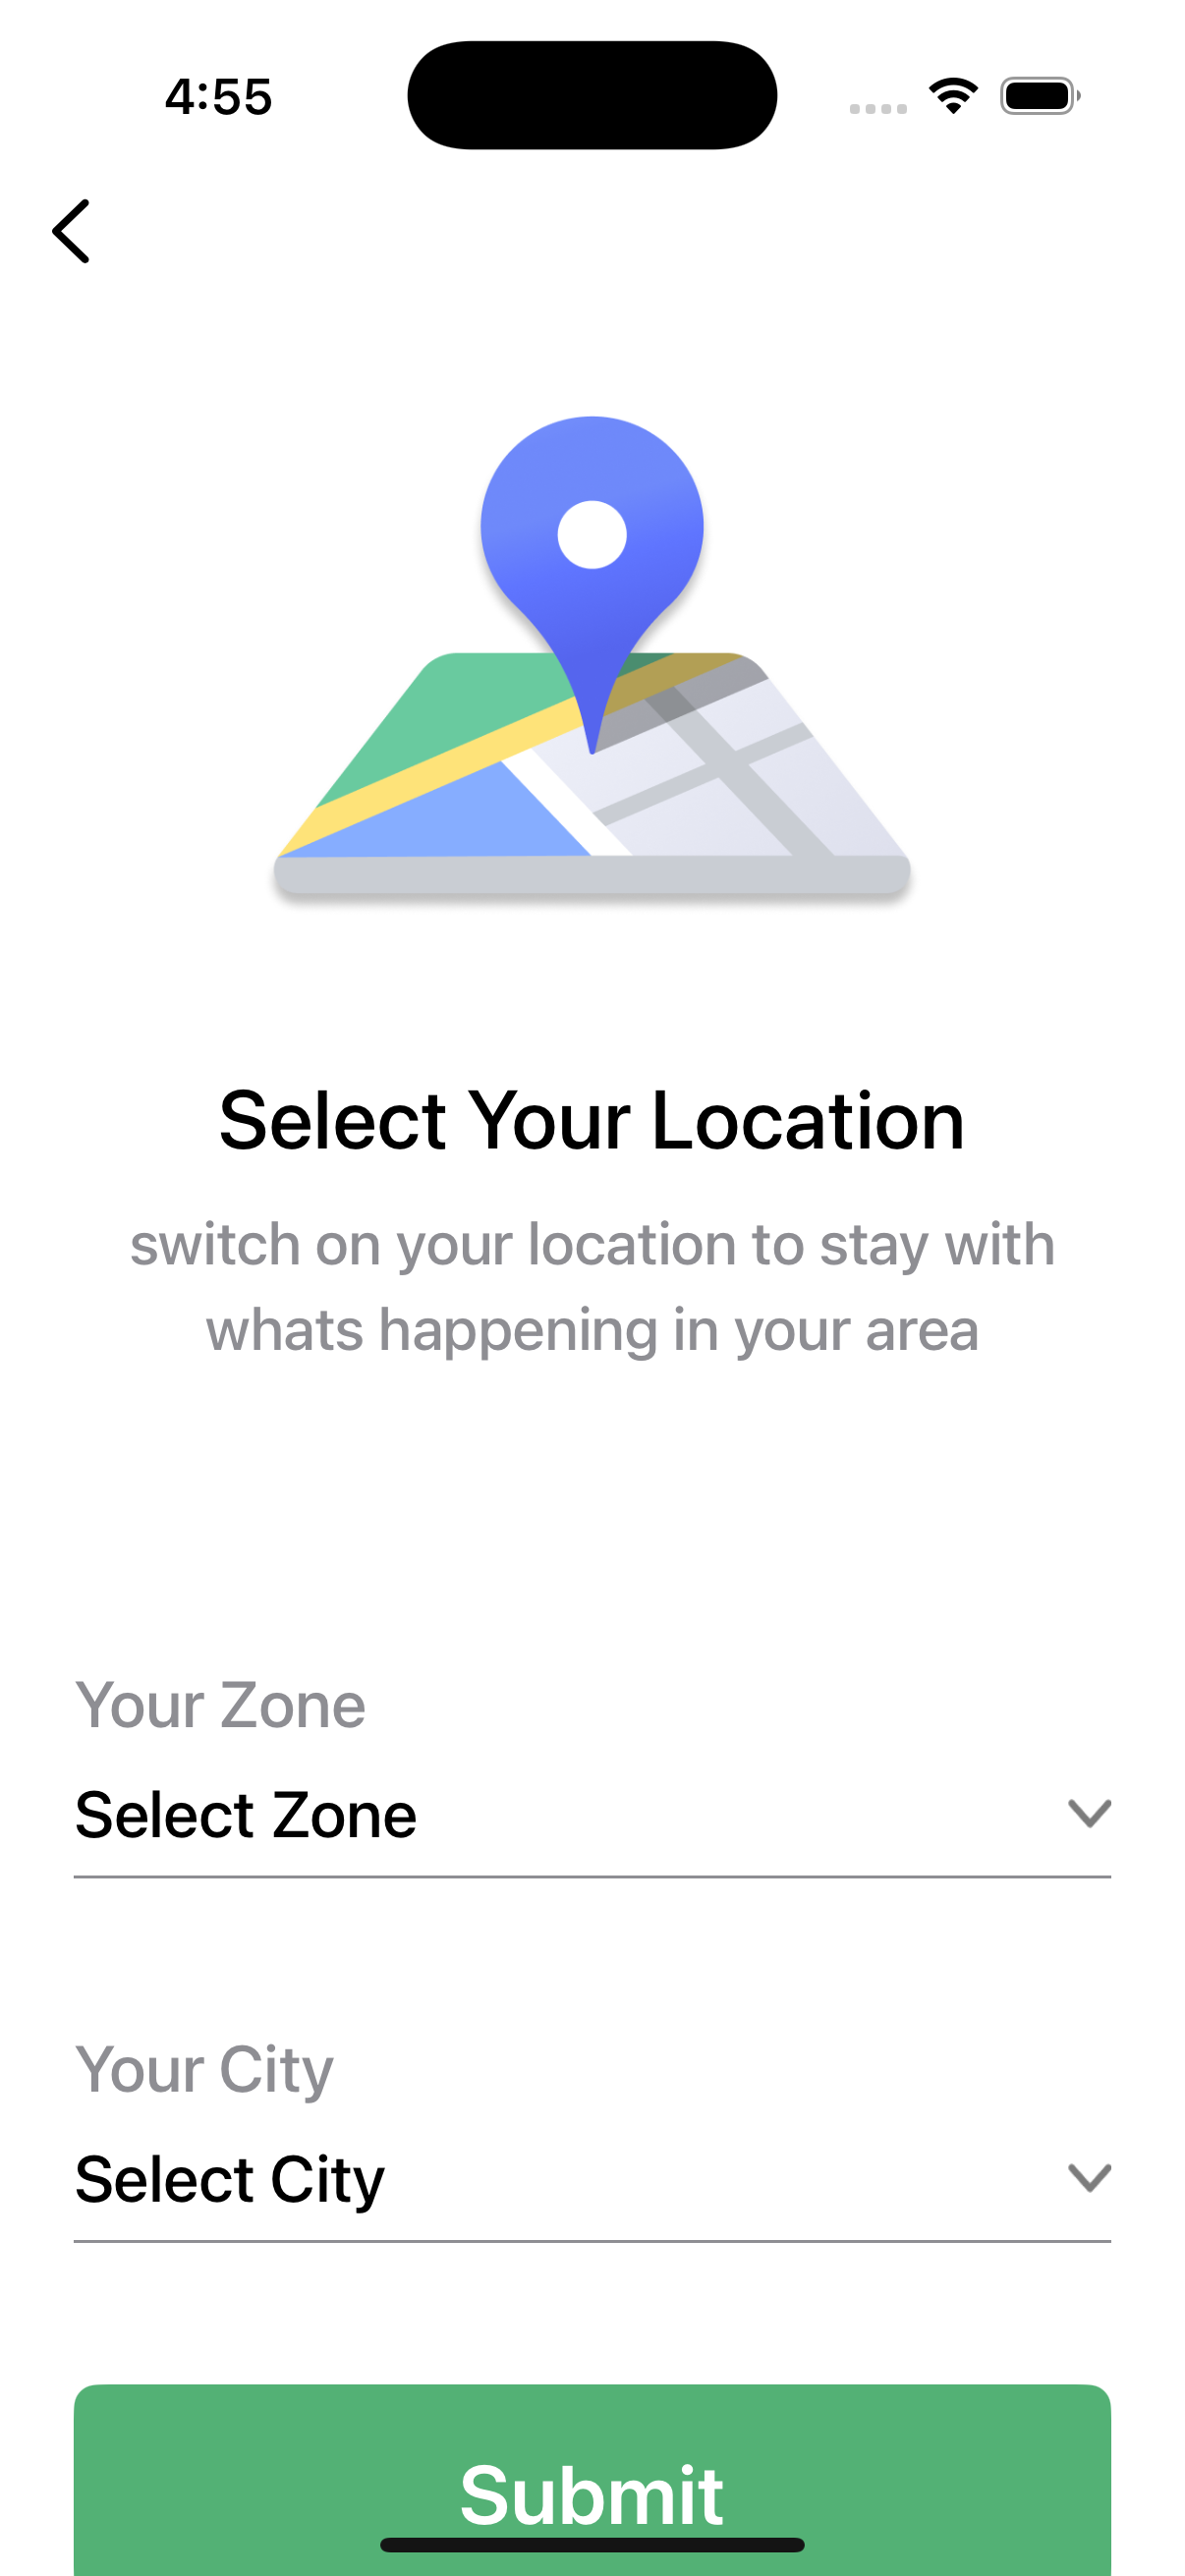 4:55
Select Your Location
switch on your location to stay with
whats happening in your area
Your Zone
Select Zone
Your City
Select City
Submit